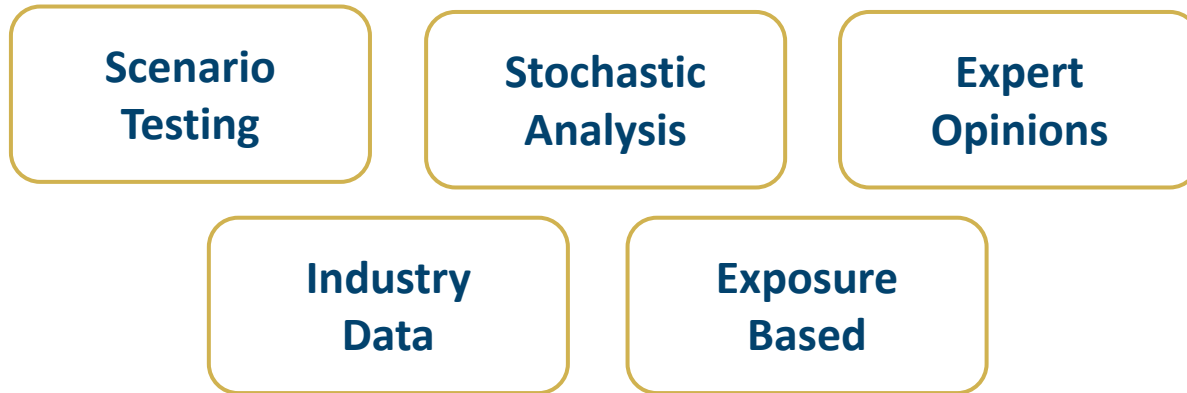 Scenario
Testing
Stochastic
Analysis
Expert
Opinions
Industry
Data
Exposure
Based